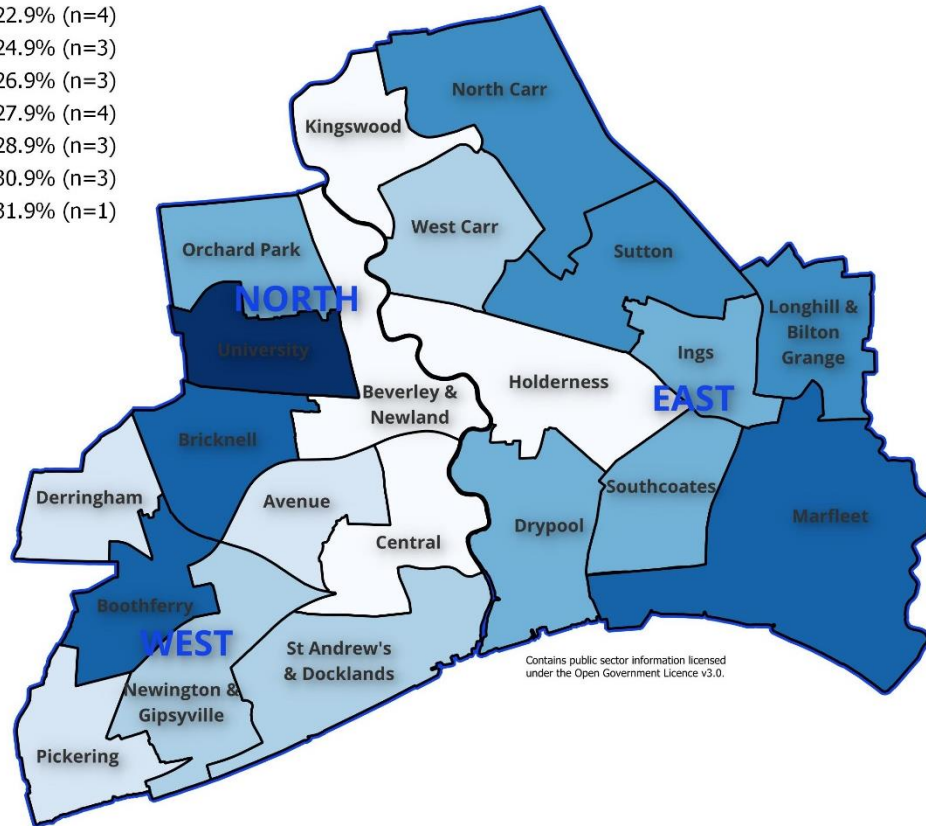 22.9% (n=4)
24.9% (n=3)
26.9% (n=3)
27.9% (n=4)
28.9% (n=3)
30.9% (n=3)
31.9% (n=1)
North Carr
Kingswood
West Carr
Orchard Park
Sutton
NORTH
Longhill &
Bilton
Grange
University
Ings
Holderness
EAST
Beverley &
Newland
Bricknell
Derringham
Avenue
Southcoates
Marfleet
Drypool
Central
Boothferry
WEST
St Andrew's
& Docklands
Newington &
Gipsyville
Pickering
Contains public sector information licensed
under the Open Government Licence v3.0.